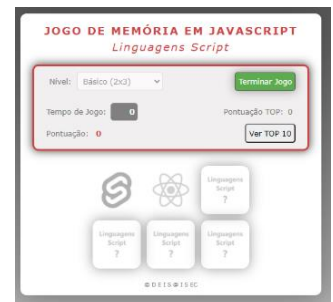 JOGO DE MEMÓRIA EM JAVASCRIPT
Linguagens Script
Nível: Básico (2x3) Terminar Jogo
Tempo de Jogo: 0 Pontuação TOP: 0
Pontuação: 0 Ver TOP 10
Linguagens
Script
?
Linguagens Linguagens Linguagens
Script Script Script
? ? ?
@DEIS@ISEC